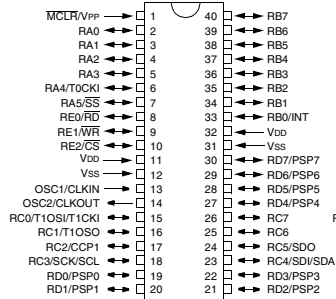 MCLR/VPP 1 40 RB7
RA0 2 39 RB6
RA1 3 38 RB5
RA2 4 37 RB4
RA3 5 36 RB3
RA4/T0CKI 6 35 RB2
RA5/SS 7 34 RB1
RE0/RD 8 33 RB0/INT
RE1/WR 9 32 VDD
RE2/CS 10 31 VSS
VDD 11 30 RD7/PSP7
VSS 12 29 RD6/PSP6
OSC1/CLKIN 13 28 RD5/PSP5
OSC2/CLKOUT 14 27 RD4/PSP4
RC0/T1OSI/T1CKI 15 26 RC7
RC1/T1OSO 16 25 RC6
RC2/CCP1 17 24 RC5/SDO
RC3/SCK/SCL 18 23 RC4/SDI/SDA
RD0/PSP0 19 22 RD3/PSP3
RD1/PSP1 20 21 RD2/PSP2